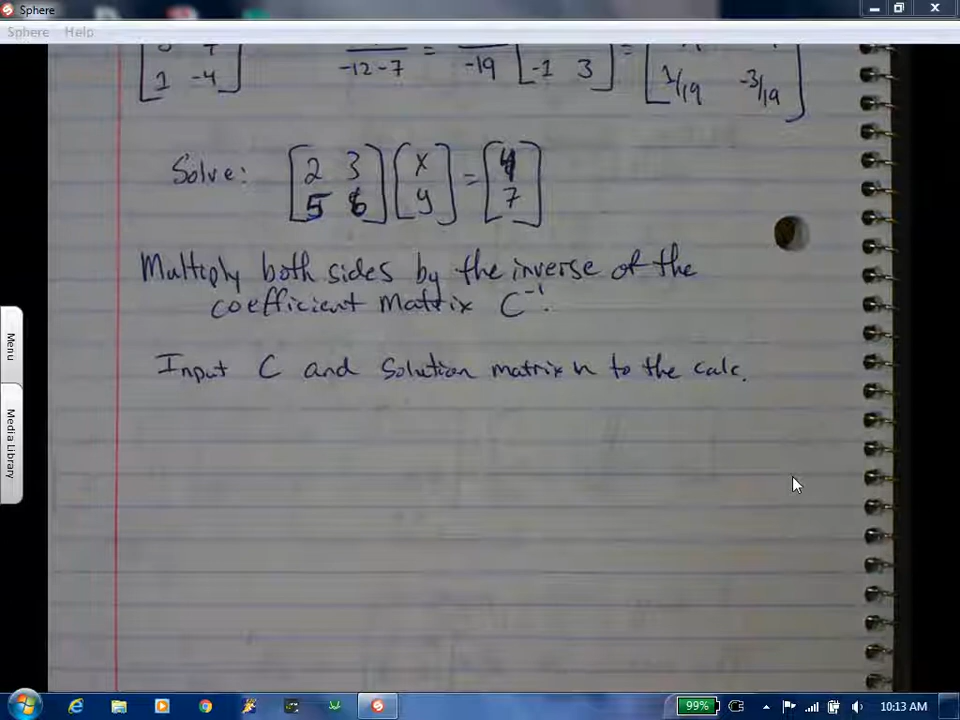 Sphere
Sphere Help
1 -4
-12-7 = -19 [-1 3] = [1/19 -3/19]
Solve: [2 3] [x] = [4]
[5 6] [y] [7]
Multiply both sides by the inverse of the
coefficient Matrix C⁻¹.
Input C and Solution matrix n to the calc.
Menu
Media Library
99%
10:13 AM